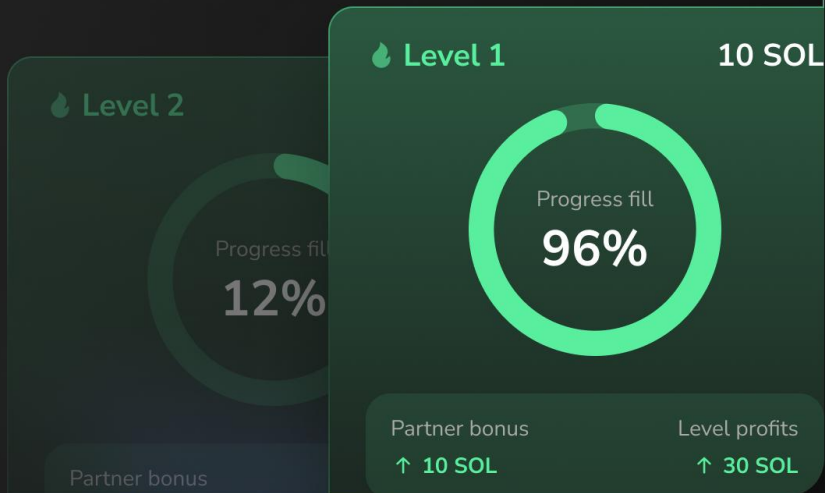 Level 2
Progress fill
12%
Partner bonus
Level 1
10 SOL
Progress fill
96%
Partner bonus
↑ 10 SOL
Level profits
↑ 30 SOL